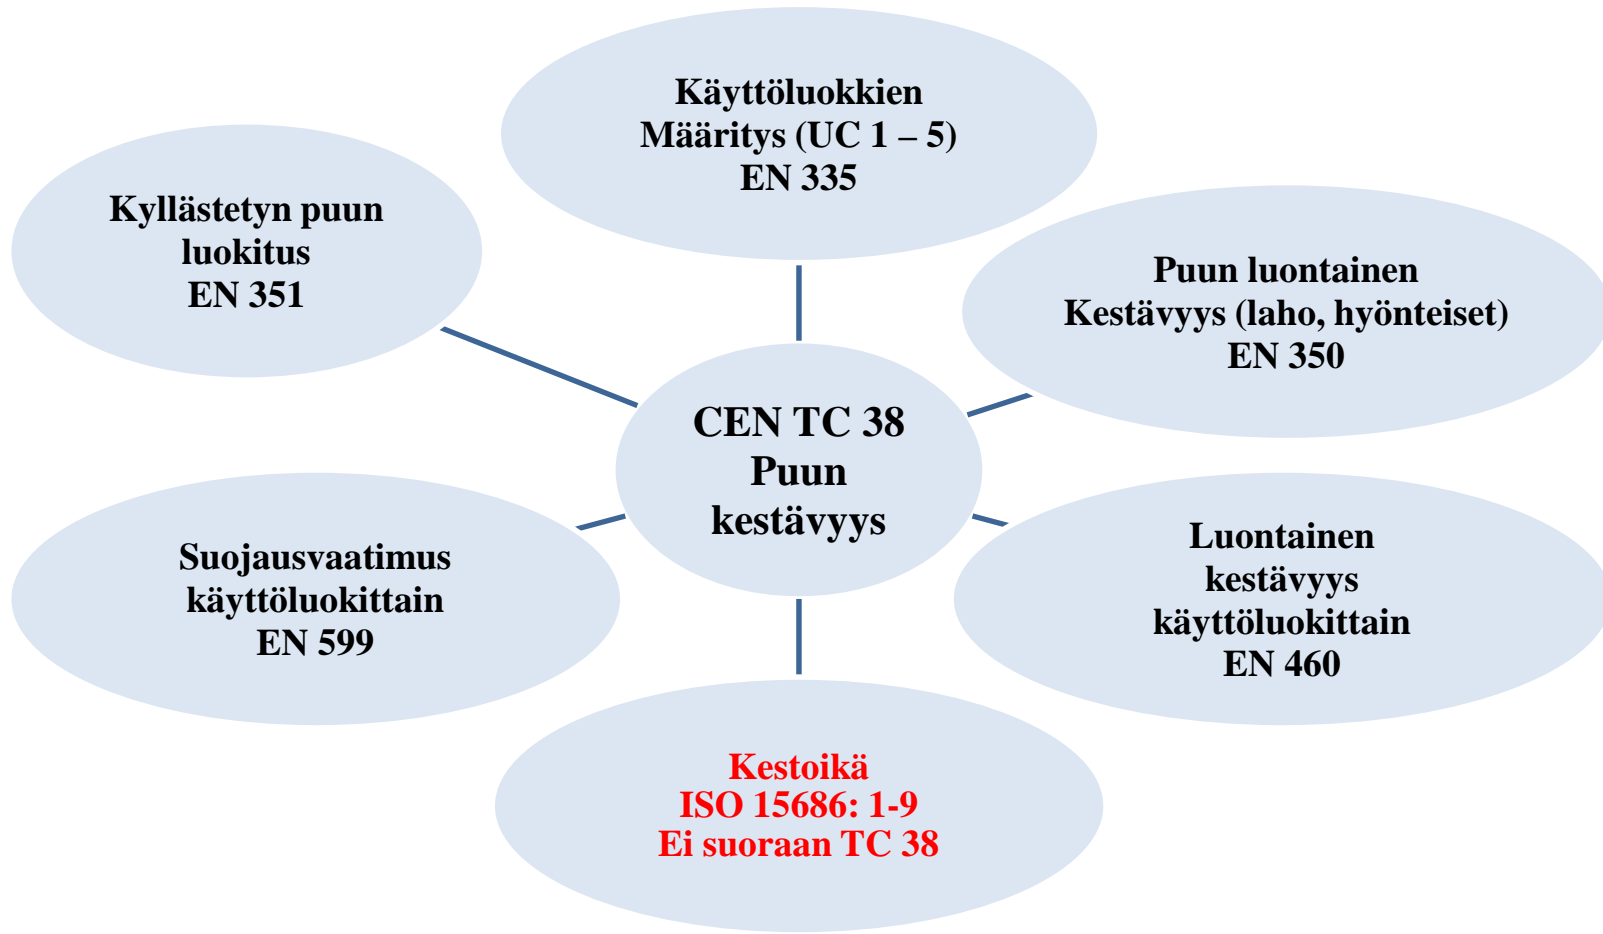 Käyttöluokkien
Määritys (UC 1 – 5)
EN 335
Kyllästetyn puun
luokitus
EN 351
Puun luontainen
Kestävyys (laho, hyönteiset)
EN 350
CEN TC 38
Puun
kestävyys
Suojausvaatimus
käyttöluokittain
EN 599
Luontainen
kestävyys
käyttöluokittain
EN 460
Kestoikä
ISO 15686: 1-9
Ei suoraan TC 38